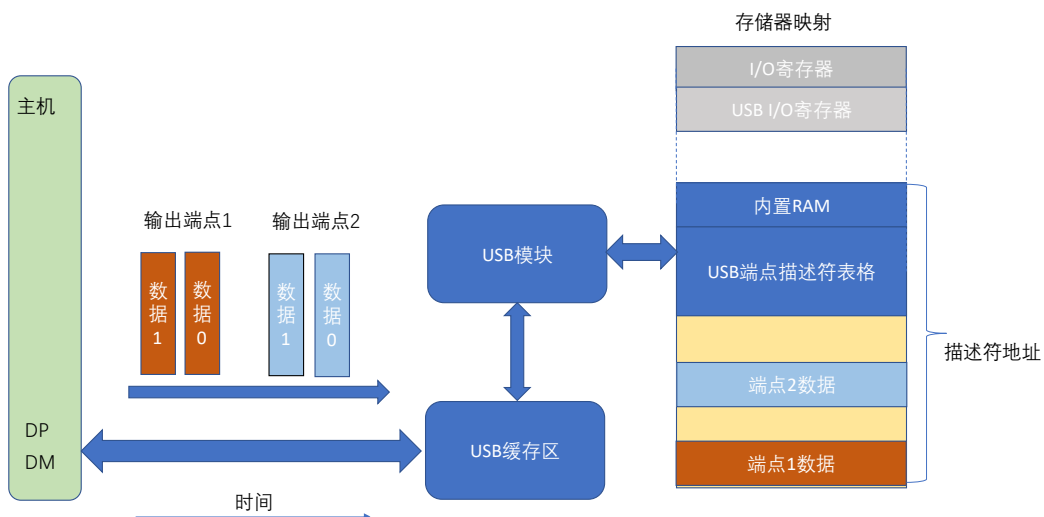 存储器映射
I/O寄存器
USB I/O寄存器
主机
内置RAM
输出端点1
输出端点2
USB模块
USB端点描述符表格
数据1
数据0
数据1
数据0
描述符地址
端点2数据
DP
DM
USB缓存区
端点1数据
时间